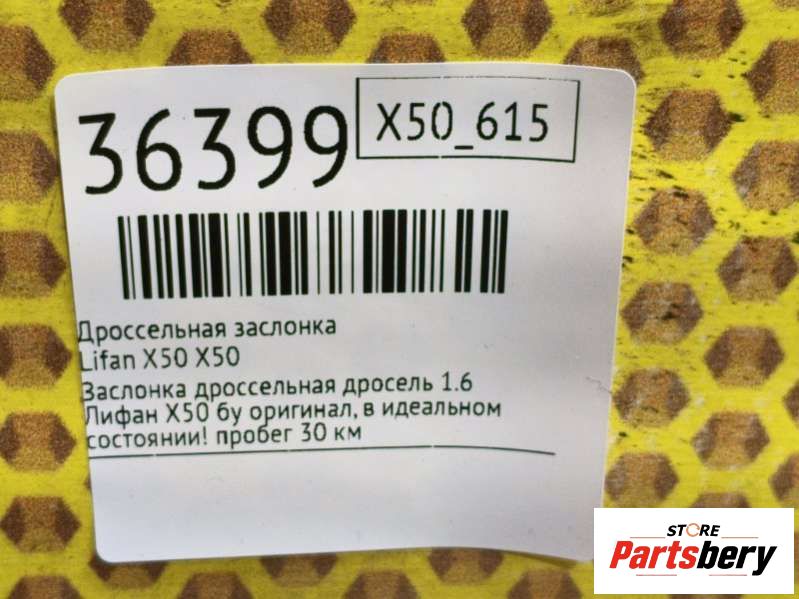 36399
X50_615
Дроссельная заслонка
Lifan X50 X50
Заслонка дроссельная дросель 1.6
Лифан X50 бу оригинал, в идеальном
состоянии! пробег 30 км
STORE
Partsbery